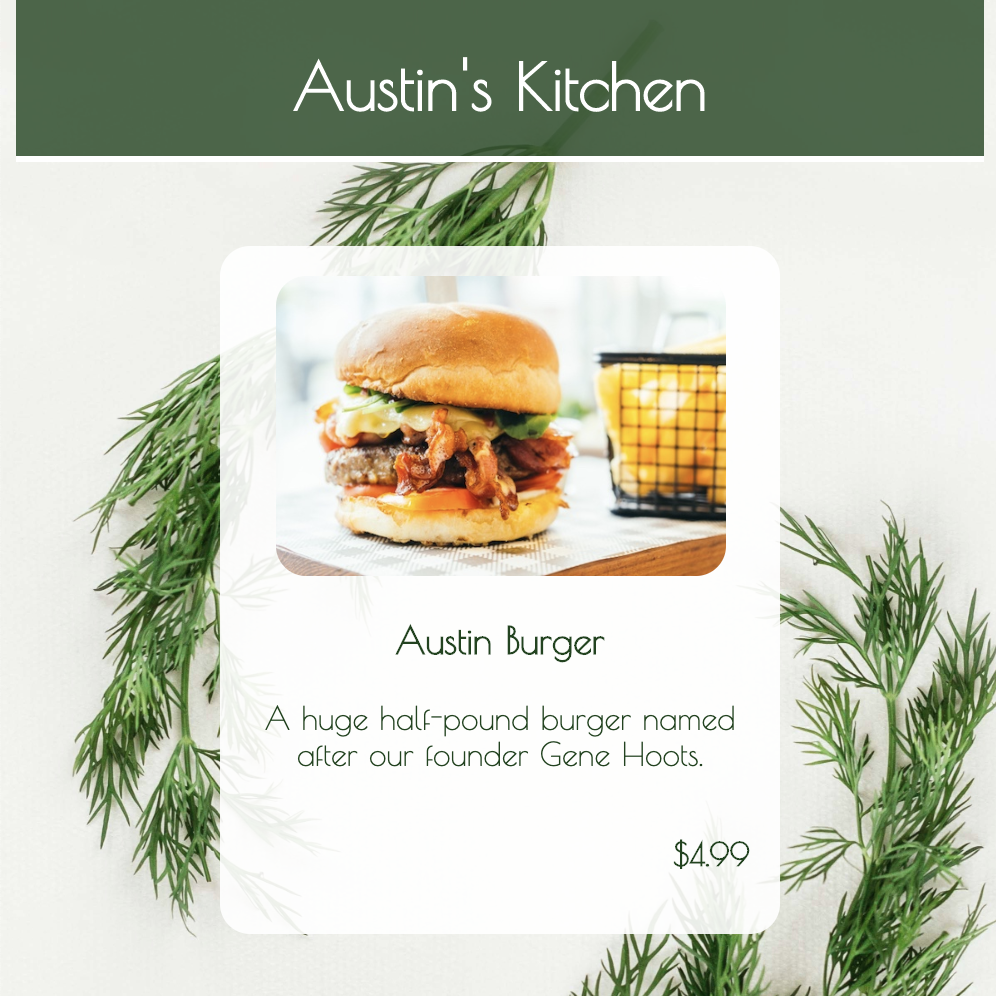 Austin's Kitchen
Austin Burger
A huge half-pound burger named
after our founder Gene Hoots.
$4.99